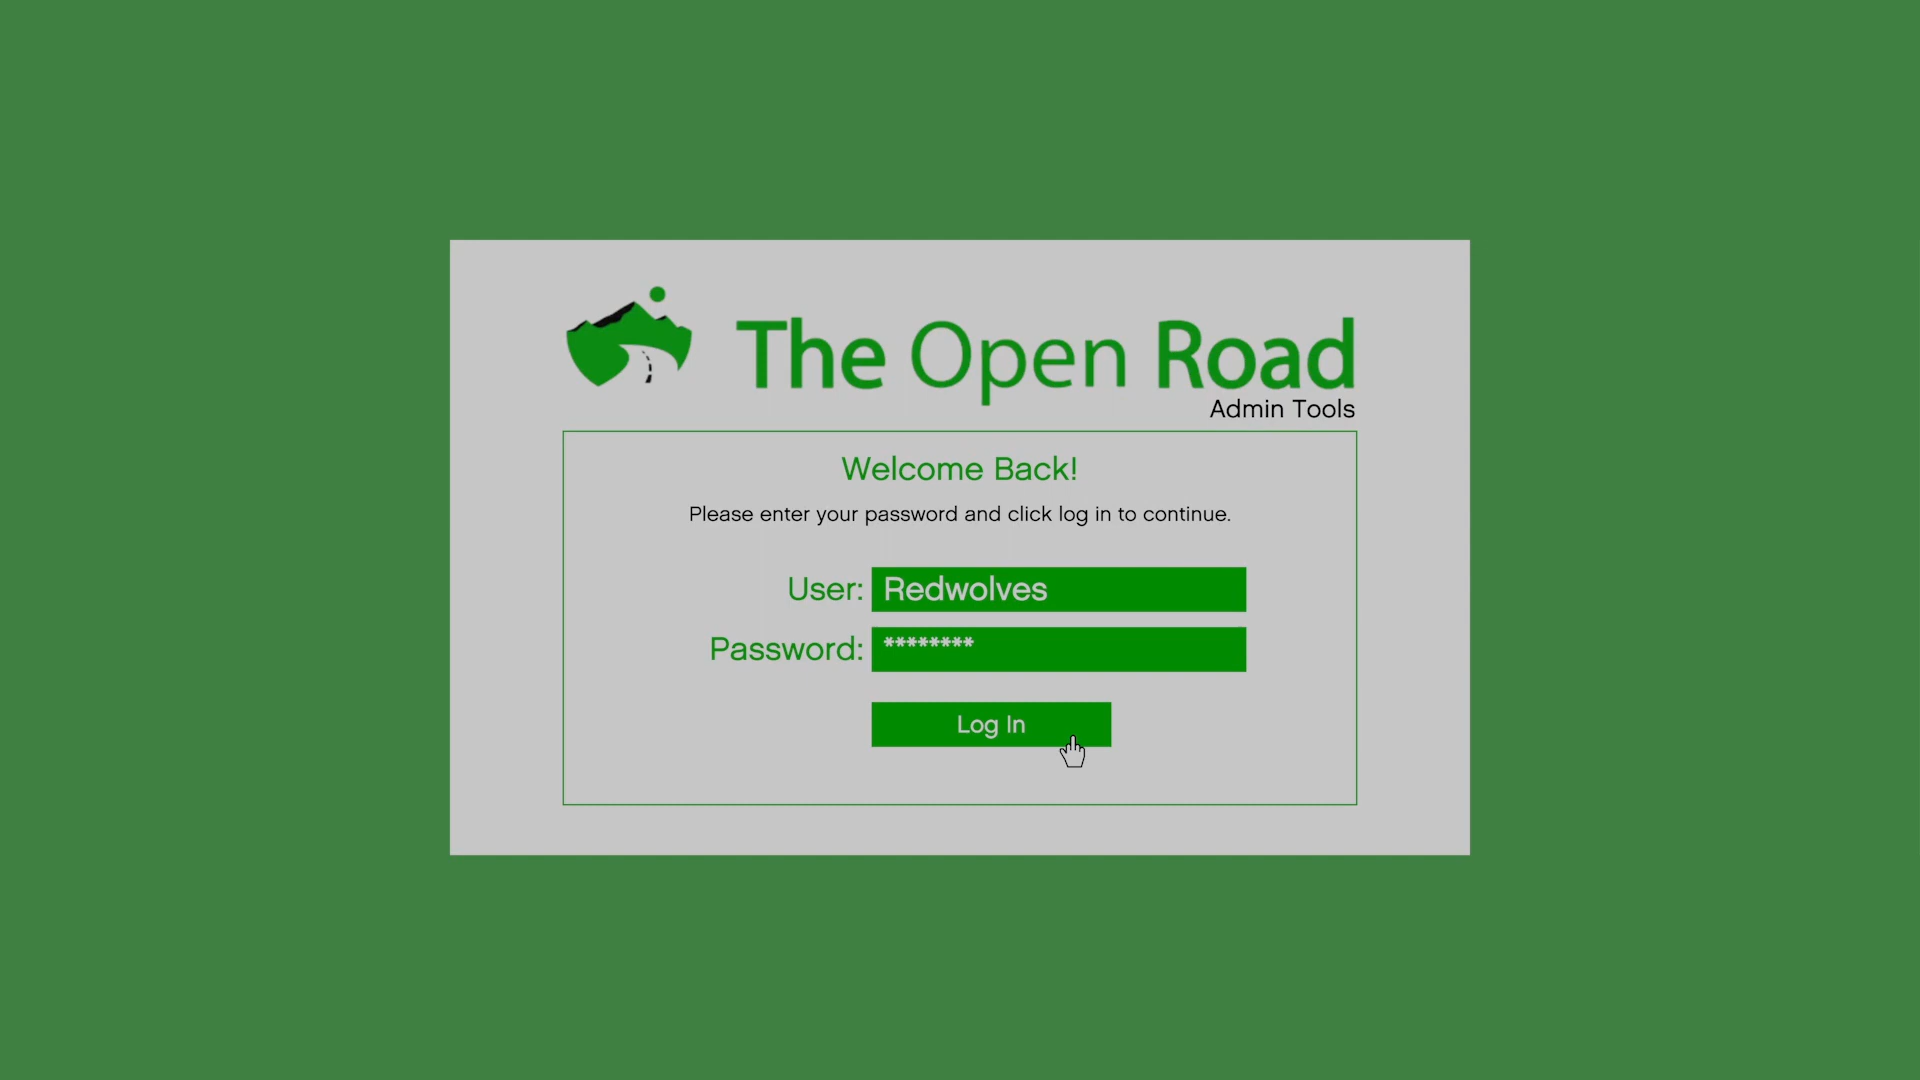 The Open Road
Admin Tools
Welcome Back!
Please enter your password and click log in to continue.
User: Redwolves
Password: ********
Log In